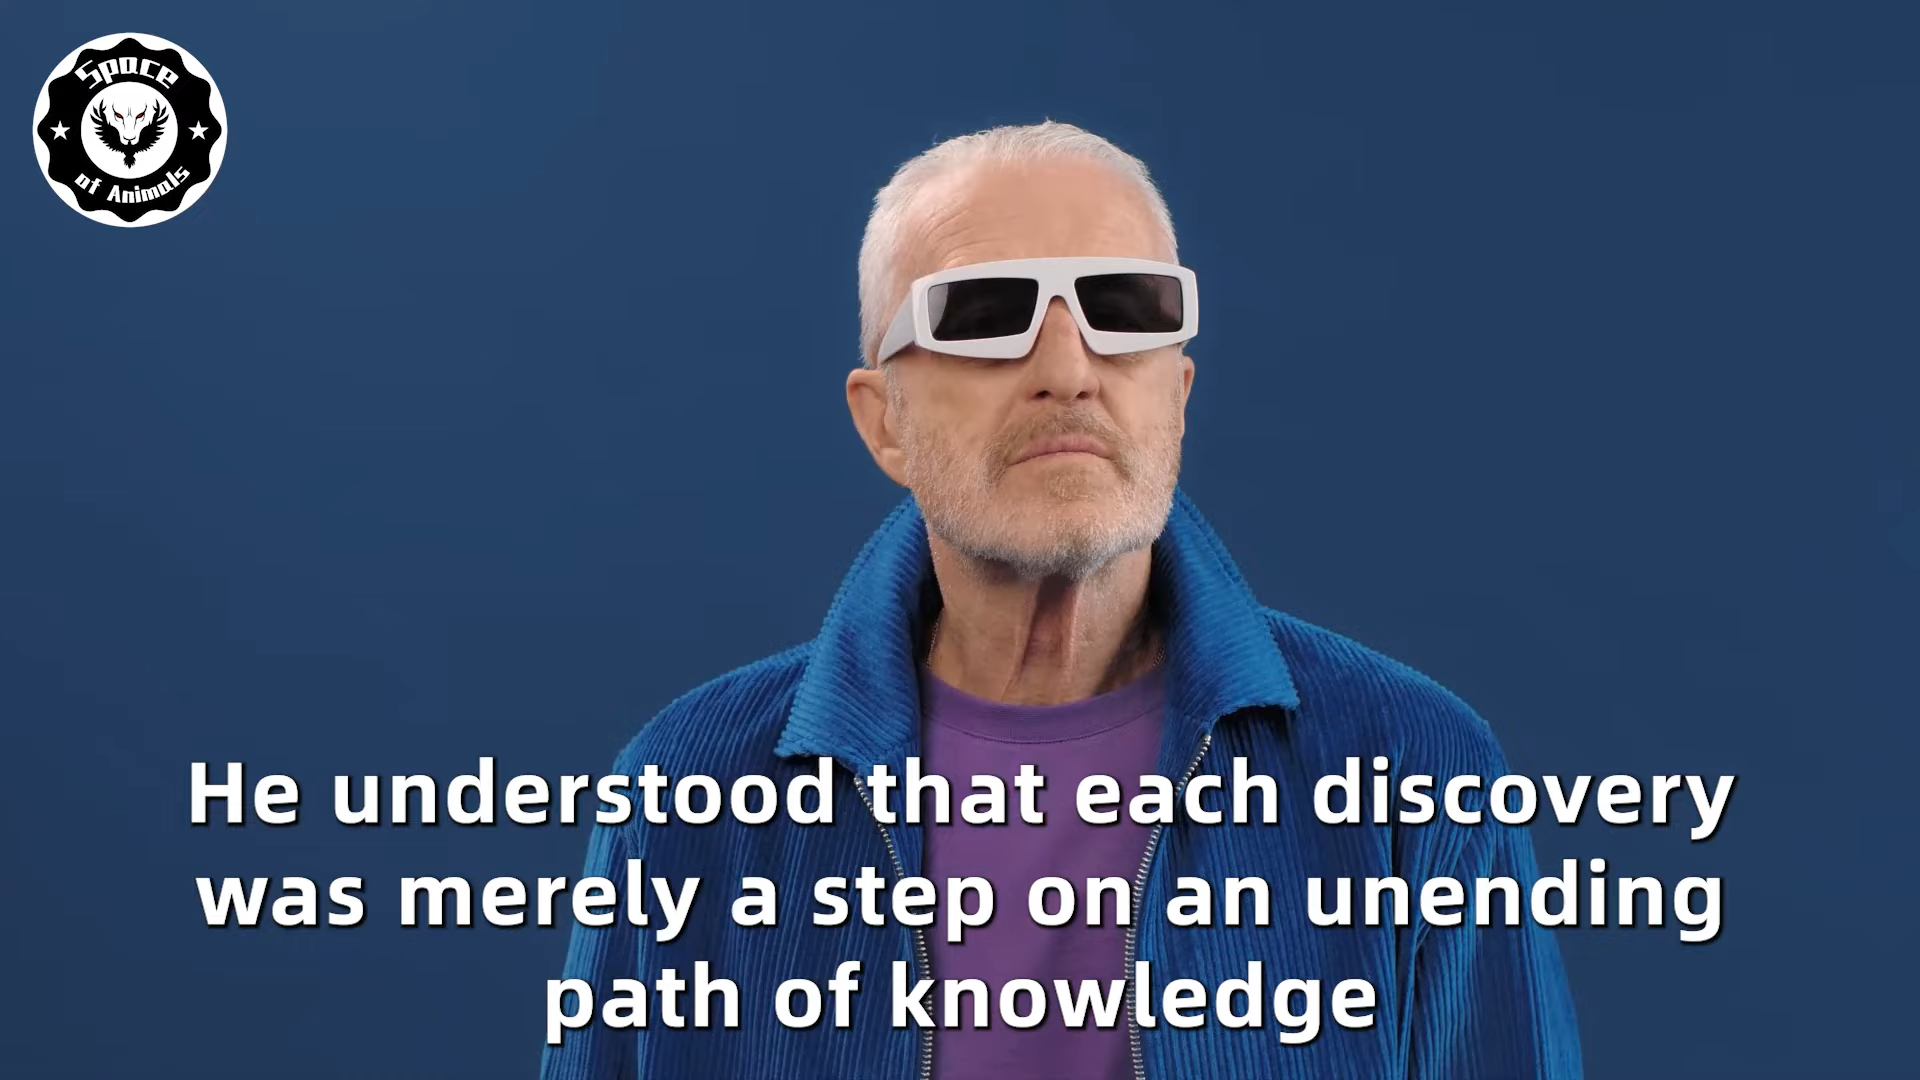 Space
of Animals
He understood that each discovery
was merely a step on an unending
path of knowledge